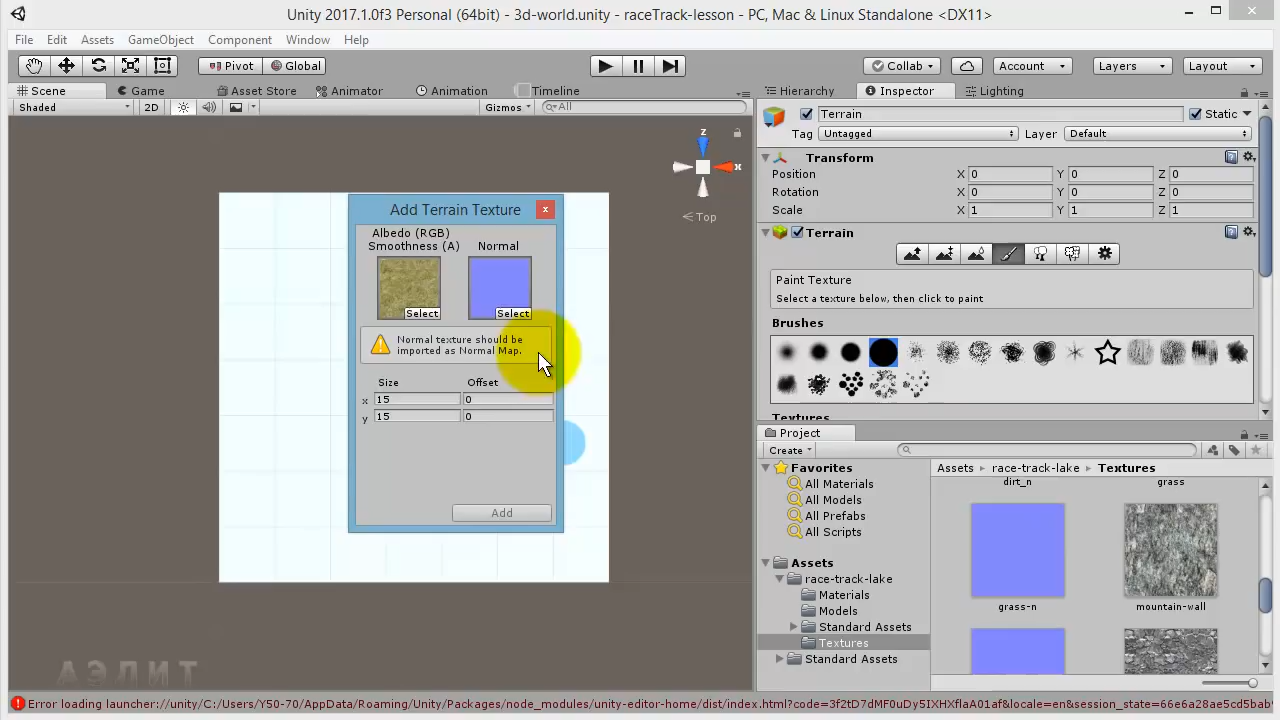 Unity 2017.1.0f3 Personal (64bit) - 3d-world.unity - raceTrack-lesson - PC, Mac & Linux Standalone <DX11>
File Edit Assets GameObject Component Window Help
Pivot Global Collab Account Layers Layout
Scene Game Asset Store Animator Animation Timeline Hierarchy Inspector Lighting
Shaded 2D Gizmos All
Terrain Static
Tag Untagged Layer Default
Transform
Position X 0 Y 0 Z 0
Rotation X 0 Y 0 Z 0
Scale X 1 Y 1 Z 1
Terrain
Paint Texture
Select a texture below, then click to paint
Brushes
Textures
z
x
Top
Add Terrain Texture
Albedo (RGB)
Smoothness (A) Normal
Select Select
Normal texture should be
imported as Normal Map.
Size Offset
x 15 0
y 15 0
Add
Project
Create
Favorites
All Materials
All Models
All Prefabs
All Scripts
Assets
race-track-lake
Materials
Models
Standard Assets
Textures
Standard Assets
Assets race-track-lake Textures
dirt_n grass
grass-n mountain-wall
АЭЛИТ
Error loading launcher://unity/C:/Users/Y50-70/AppData/Roaming/Unity/Packages/node_modules/unity-editor-home/dist/index.html?code=3f2tD7dMF0uDy5IXHXflaA01af&locale=en&session_state=66e6a28ae5cd5bab9